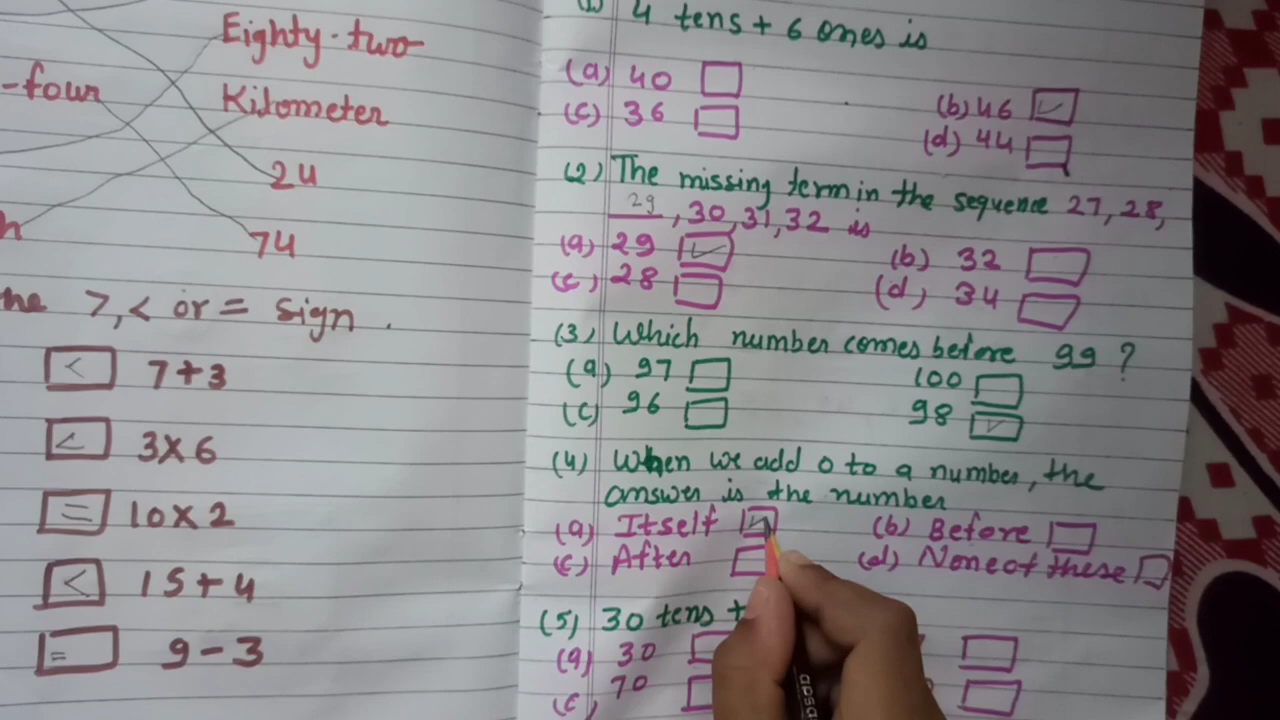 Eighty-two
-four
Kilometer
24
h
74
the >, < or = sign.
< 7+3
< 3x6
= 10x2
< 15+4
= 9-3
4 tens + 6 ones is
(a) 40
(b) 46 ✓
(c) 36
(d) 44
(2) The missing term in the sequence 27, 28,
29, 30, 31, 32 is
(a) 29 ✓
(b) 32
(c) 28
(d) 34
(3) Which number comes before 99?
(a) 97
100
(c) 96
98 ✓
(4) When we add 0 to a number, the
answer is the number
(a) Itself ✓
(b) Before
(c) After
(d) None of these
(5) 30 tens +
(a) 30
(c) 70
apsa